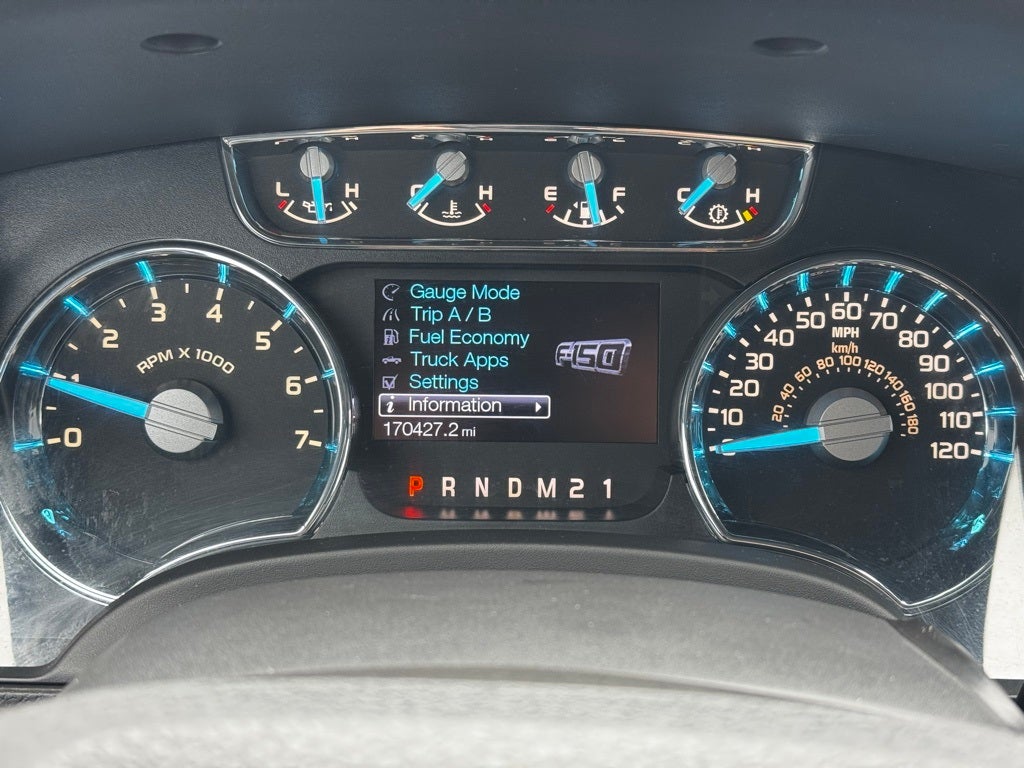 L H
C H
E F
C H
0 1 2 3 4 5 6 7
RPM X 1000
Gauge Mode
Trip A / B
Fuel Economy
Truck Apps
Settings
i Information
170427.2 mi
F-150
P R N D M 2 1
0 10 20 30 40 50 60 70 80 90 100 110 120
MPH
km/h
20 40 60 80 100 120 140 160 180